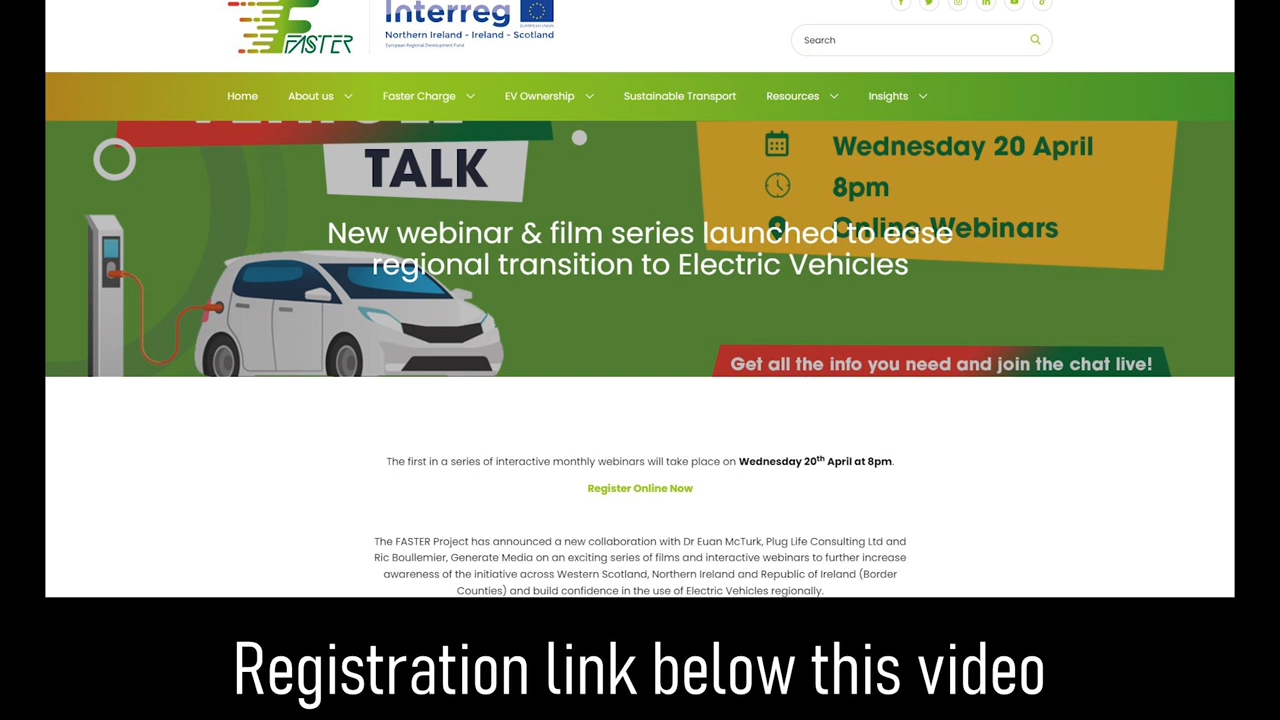 FASTER
Interreg
EUROPEAN UNION
Northern Ireland - Ireland - Scotland
European Regional Development Fund
Search
Home About us Faster Charge EV Ownership Sustainable Transport Resources Insights
VEHICLE
TALK
Wednesday 20 April
8pm
Online Webinars
New webinar & film series launched to ease
regional transition to Electric Vehicles
Get all the info you need and join the chat live!
The first in a series of interactive monthly webinars will take place on Wednesday 20th April at 8pm.
Register Online Now
The FASTER Project has announced a new collaboration with Dr Euan McTurk, Plug Life Consulting Ltd and
Ric Boullemier, Generate Media on an exciting series of films and interactive webinars to further increase
awareness of the initiative across Western Scotland, Northern Ireland and Republic of Ireland (Border
Counties) and build confidence in the use of Electric Vehicles regionally.
Registration link below this video